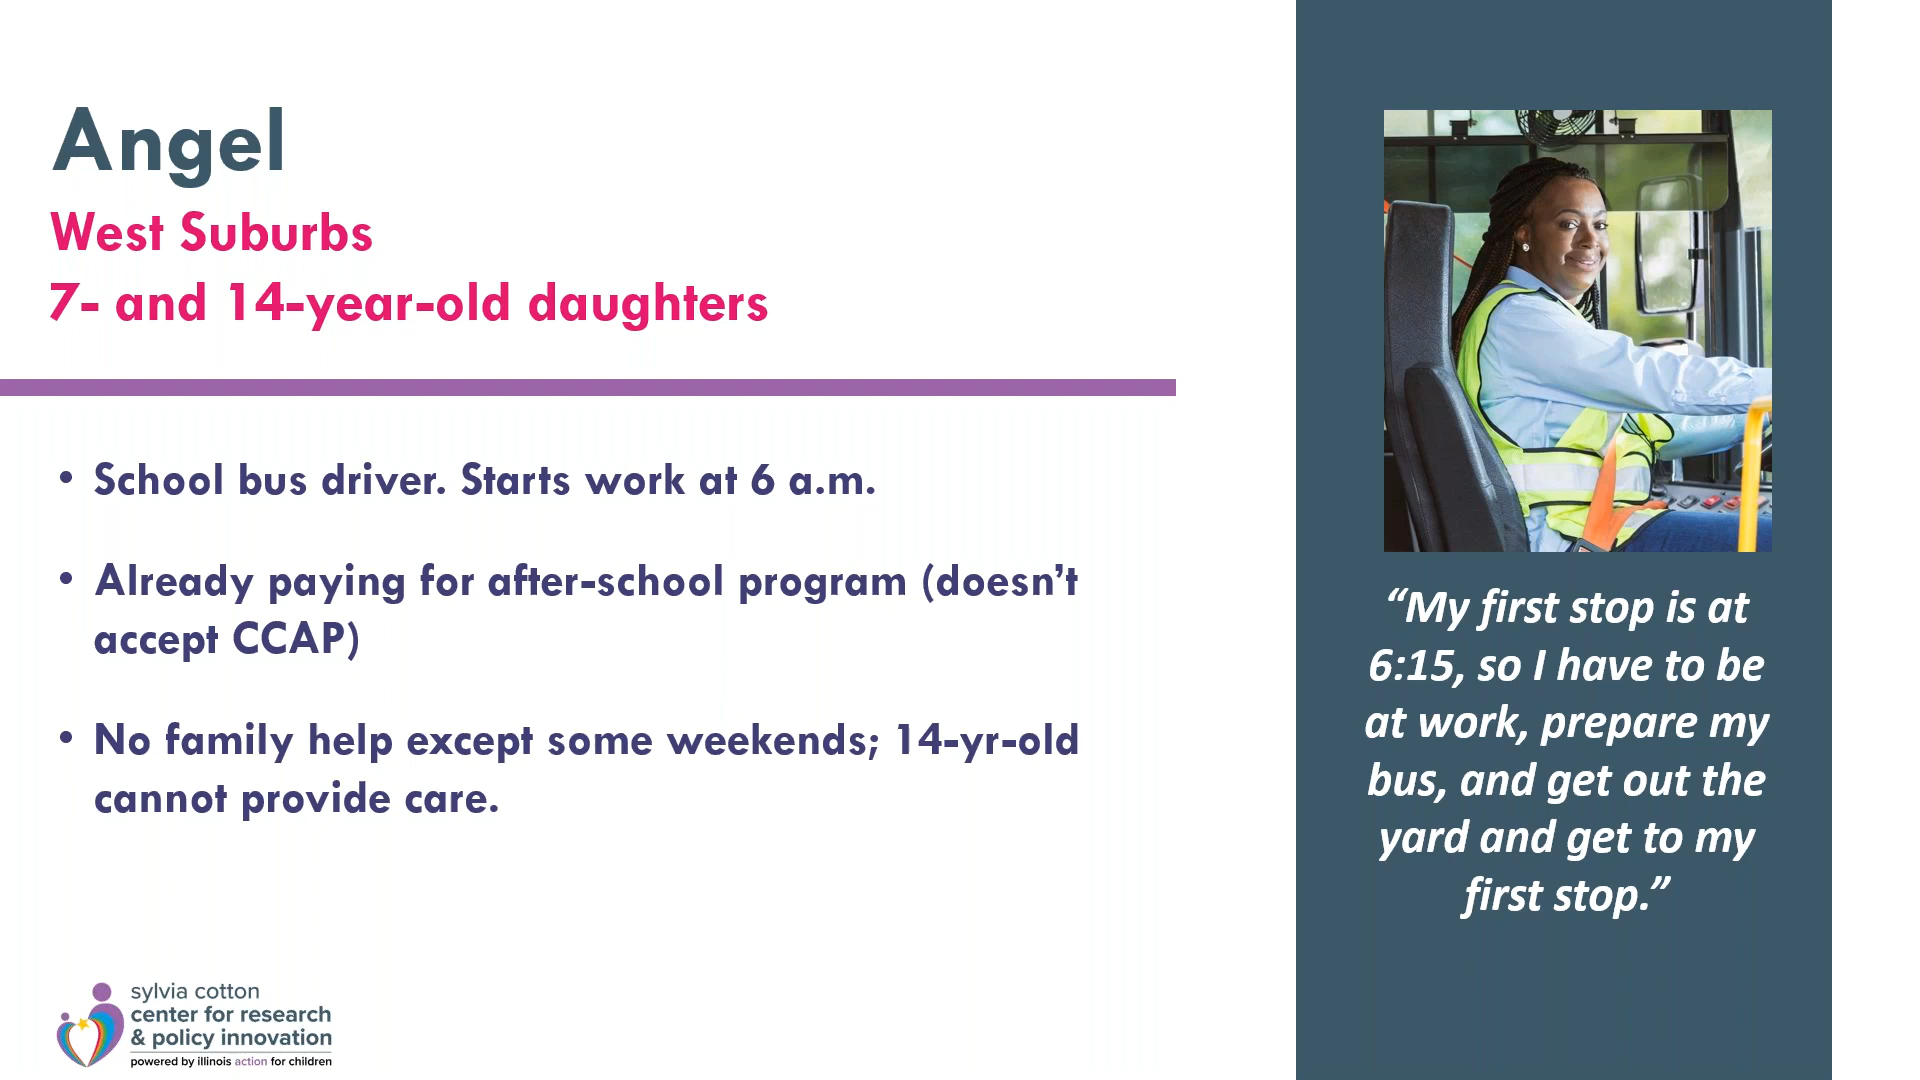 Angel
West Suburbs
7- and 14-year-old daughters
• School bus driver. Starts work at 6 a.m.
• Already paying for after-school program (doesn’t
accept CCAP)
• No family help except some weekends; 14-yr-old
cannot provide care.
“My first stop is at
6:15, so I have to be
at work, prepare my
bus, and get out the
yard and get to my
first stop.”
sylvia cotton
center for research
& policy innovation
powered by illinois action for children